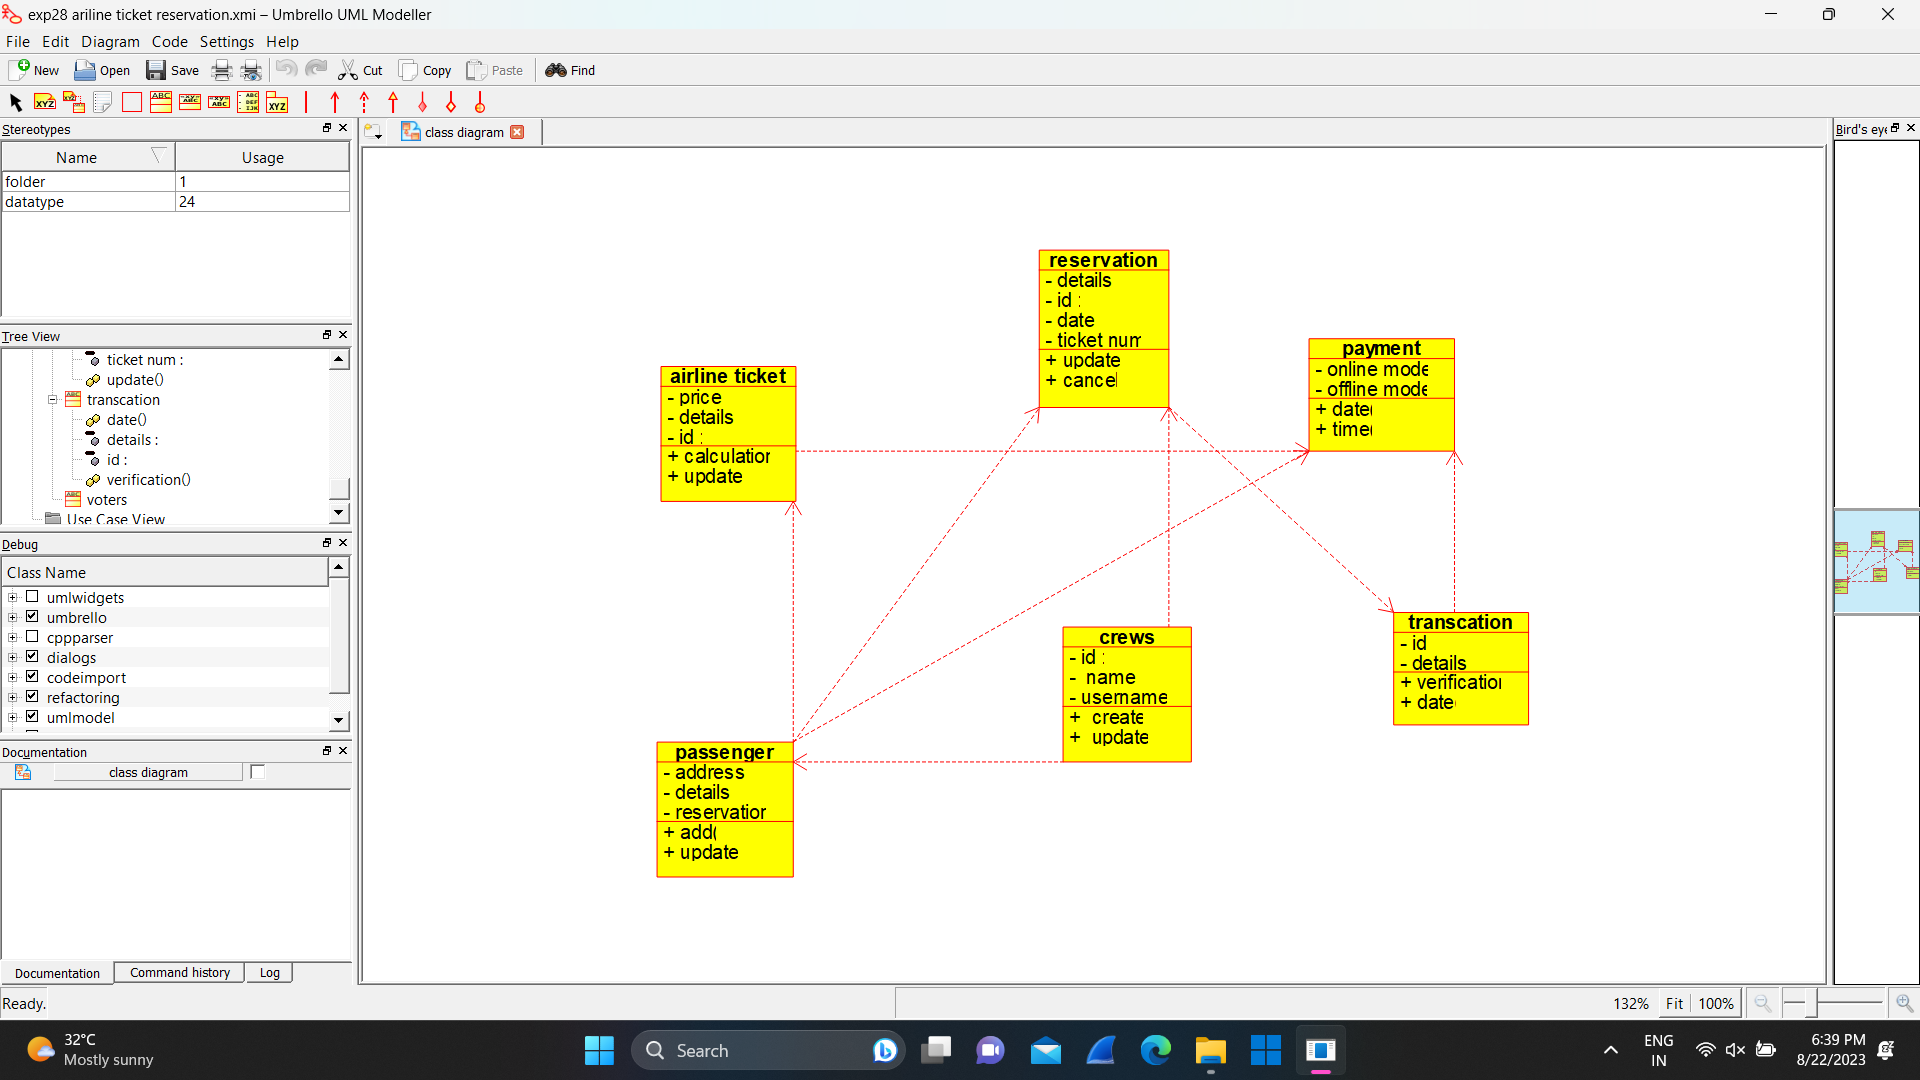 exp28 ariline ticket reservation.xmi – Umbrello UML Modeller
File Edit Diagram Code Settings Help
New Open Save Cut Copy Paste Find
Stereotypes
Name Usage
folder 1
datatype 24
Tree View
ticket num :
update()
transcation
date()
details :
id :
verification()
voters
Use Case View
Debug
Class Name
umlwidgets
umbrello
cppparser
dialogs
codeimport
refactoring
umlmodel
Documentation
class diagram
Documentation Command history Log
Ready.
class diagram
reservation
- details
- id :
- date
- ticket num
+ update
+ cancel
payment
- online mode
- offline mode
+ date(
+ time(
airline ticket
- price
- details
- id :
+ calculation
+ update
transcation
- id
- details
+ verification
+ date
crews
- id :
- name
- username
+ create
+ update
passenger
- address
- details
- reservation
+ add(
+ update
Bird's eye
132% Fit 100%
32°C
Mostly sunny
Search
ENG
IN
6:39 PM
8/22/2023